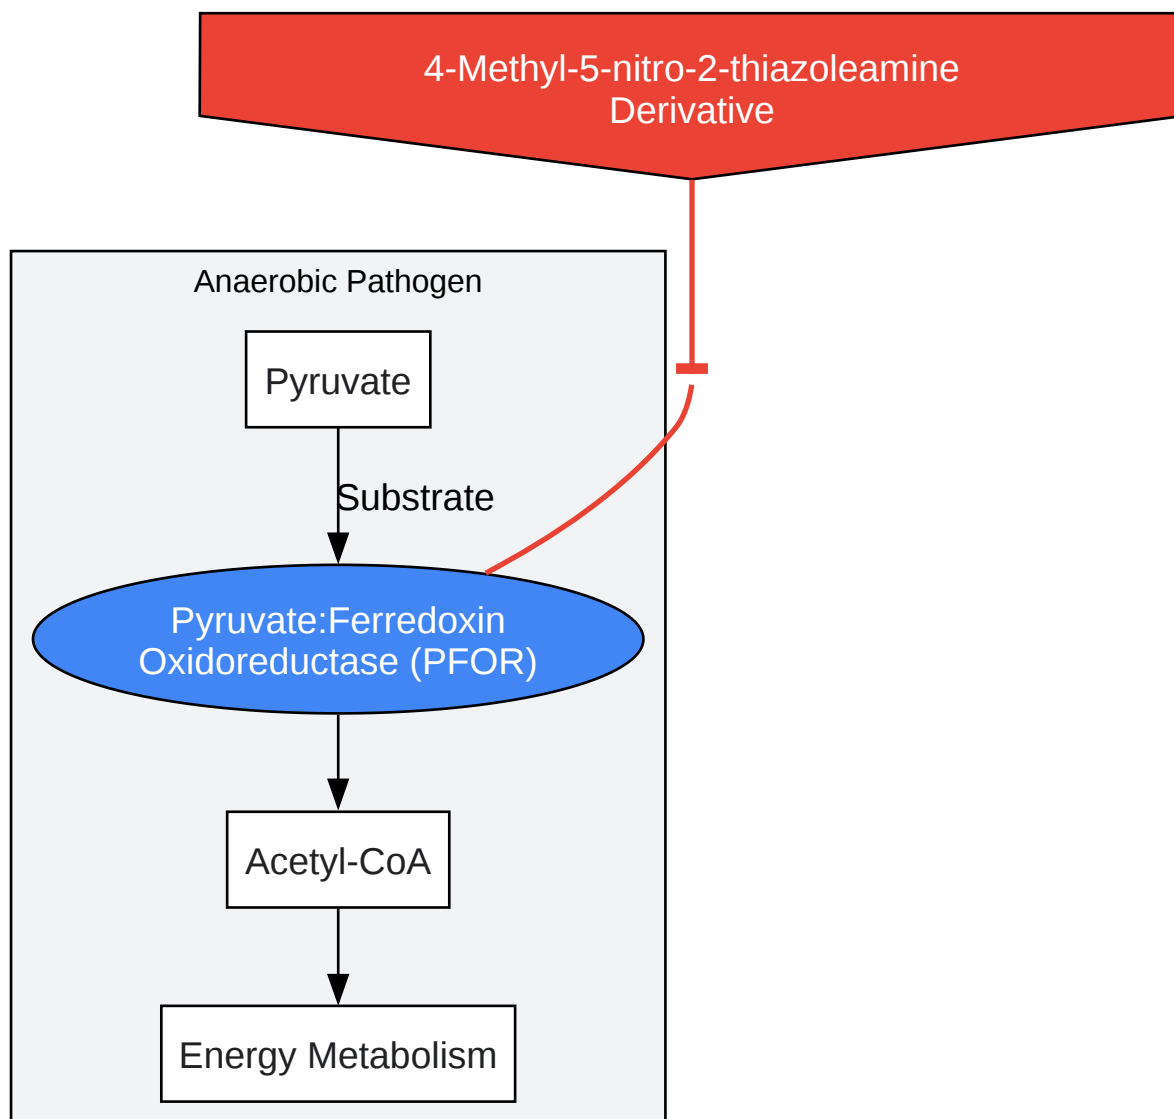 4-Methyl-5-nitro-2-thiazoleamine
Derivative
Anaerobic Pathogen
Pyruvate
Substrate
Pyruvate:Ferredoxin
Oxidoreductase (PFOR)
Acetyl-CoA
Energy Metabolism